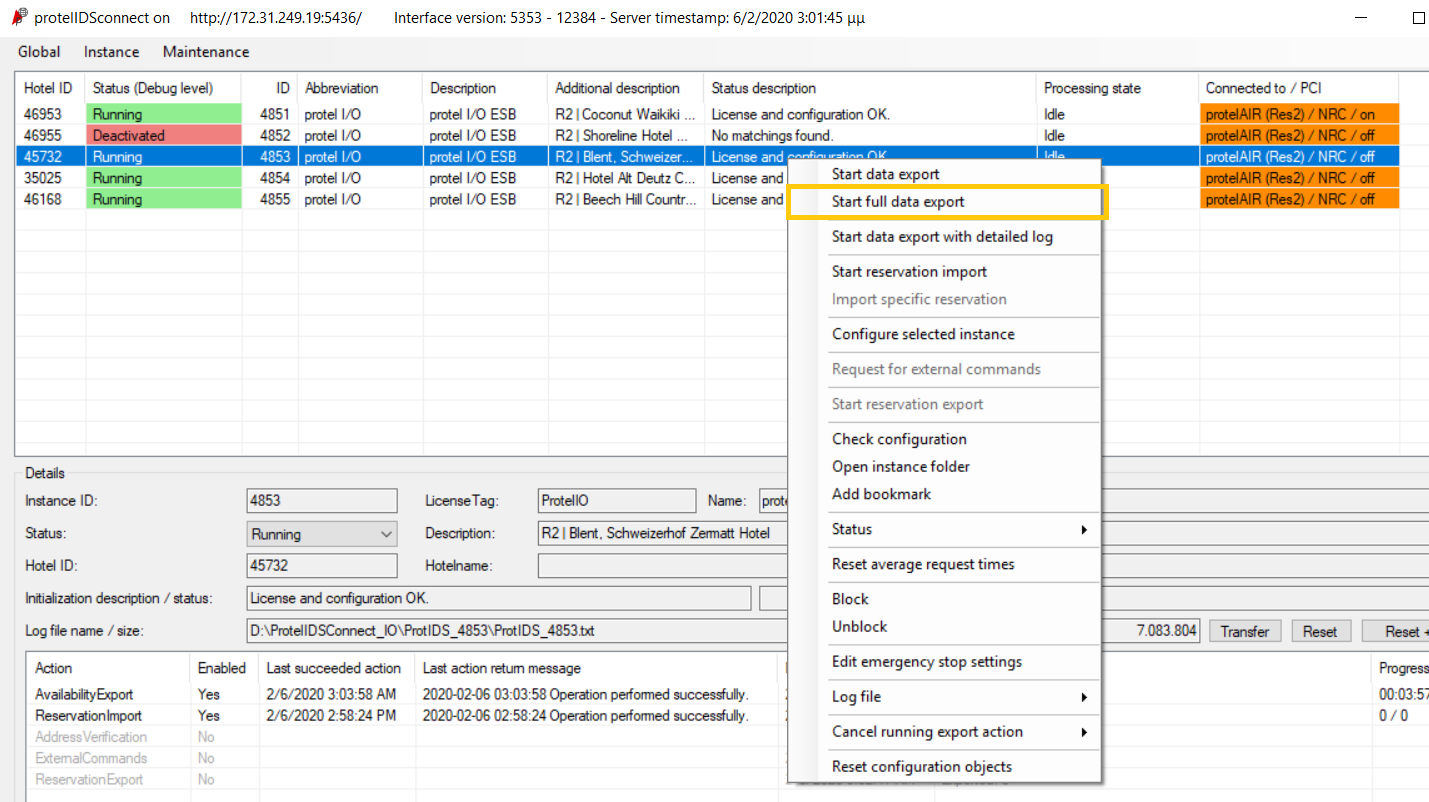 protelIDSconnect on http://172.31.249.19:5436/ Interface version: 5353 - 12384 - Server timestamp: 6/2/2020 3:01:45 μμ
Global Instance Maintenance
Hotel ID Status (Debug level) ID Abbreviation Description Additional description Status description Processing state Connected to / PCI
46953 Running 4851 protel I/O protel I/O ESB R2 | Coconut Waikiki ... License and configuration OK. Idle protelAIR (Res2) / NRC / on
46955 Deactivated 4852 protel I/O protel I/O ESB R2 | Shoreline Hotel ... No matchings found. Idle protelAIR (Res2) / NRC / off
45732 Running 4853 protel I/O protel I/O ESB R2 | Blent, Schweizer... License and configuration OK. Idle protelAIR (Res2) / NRC / off
35025 Running 4854 protel I/O protel I/O ESB R2 | Hotel Alt Deutz C... License and protelAIR (Res2) / NRC / off
46168 Running 4855 protel I/O protel I/O ESB R2 | Beech Hill Countr... License and protelAIR (Res2) / NRC / off
Start data export
Start full data export
Start data export with detailed log
Start reservation import
Import specific reservation
Configure selected instance
Request for external commands
Start reservation export
Check configuration
Open instance folder
Add bookmark
Status
Reset average request times
Block
Unblock
Edit emergency stop settings
Log file
Cancel running export action
Reset configuration objects
Details
Instance ID: 4853 LicenseTag: ProtelIO Name: prote
Status: Running Description: R2 | Blent, Schweizerhof Zermatt Hotel
Hotel ID: 45732 Hotelname:
Initialization description / status: License and configuration OK.
Log file name / size: D:\ProtelIDSConnect_IO\ProtIDS_4853\ProtIDS_4853.txt 7.083.804 Transfer Reset Reset +
Action Enabled Last succeeded action Last action return message Progress
AvailabilityExport Yes 2/6/2020 3:03:58 AM 2020-02-06 03:03:58 Operation performed successfully. 00:03:57
ReservationImport Yes 2/6/2020 2:58:24 PM 2020-02-06 02:58:24 Operation performed successfully. 0 / 0
AddressVerification No
ExternalCommands No
ReservationExport No